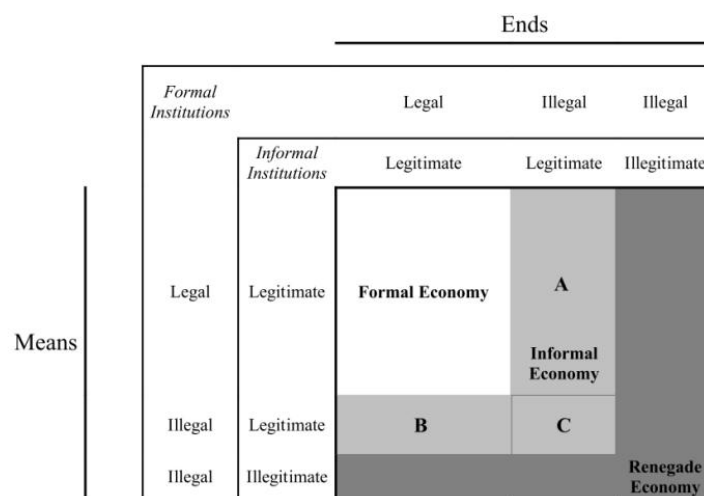 Ends
Formal
Institutions
Legal
Illegal
Illegal
Informal
Institutions
Legitimate
Legitimate
Illegitimate
Means
Legal
Legitimate
Formal Economy
A
Informal
Economy
Illegal
Legitimate
B
C
Illegal
Illegitimate
Renegade
Economy